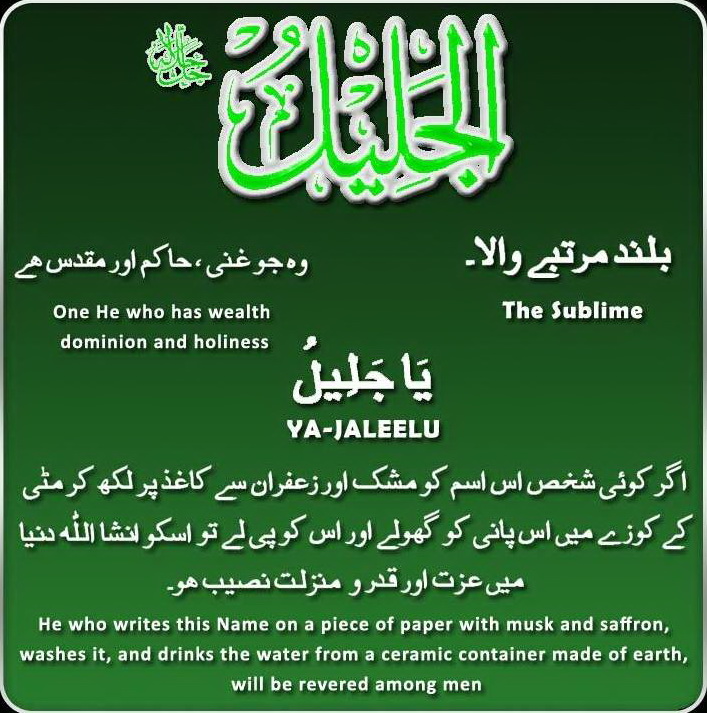 الجَلِيْلُ
جل جلاله
بلند مرتبے والا۔
وہ جو غنی ، حاکم اور مقدس ھے
The Sublime
One He who has wealth
dominion and holiness
يَا جَلِيلُ
YA-JALEELU
اگر کوئی شخص اس اسم کو مشک اور زعفران سے کاغذ پر لکھ کر مٹی
کے کوزے میں اس پانی کو گھولے اور اس کو پی لے تو اسکو انشا اللّٰه دنیا
میں عزت اور قدر و منزلت نصیب ھو۔
He who writes this Name on a piece of paper with musk and saffron,
washes it, and drinks the water from a ceramic container made of earth,
will be revered among men